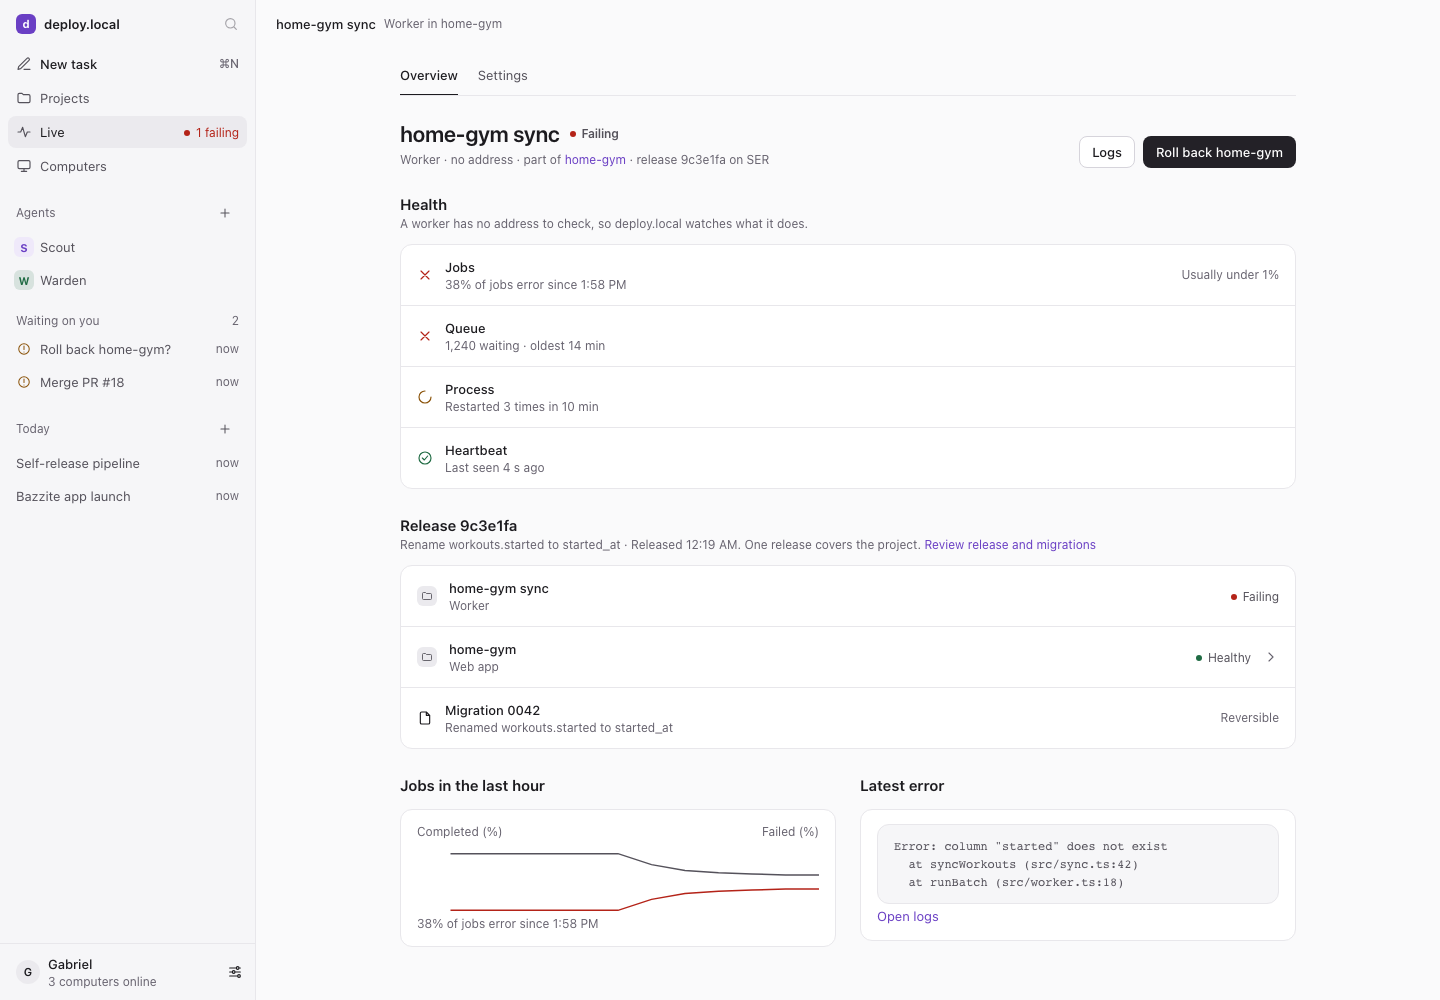 d deploy.local
New task ⌘N
Projects
Live 1 failing
Computers
Agents
S Scout
W Warden
Waiting on you 2
Roll back home-gym? now
Merge PR #18 now
Today
Self-release pipeline now
Bazzite app launch now
G Gabriel
3 computers online
home-gym sync Worker in home-gym
Overview Settings
home-gym sync Failing
Worker · no address · part of home-gym · release 9c3e1fa on SER
Logs Roll back home-gym
Health
A worker has no address to check, so deploy.local watches what it does.
Jobs
38% of jobs error since 1:58 PM
Usually under 1%
Queue
1,240 waiting · oldest 14 min
Process
Restarted 3 times in 10 min
Heartbeat
Last seen 4 s ago
Release 9c3e1fa
Rename workouts.started to started_at · Released 12:19 AM. One release covers the project. Review release and migrations
home-gym sync
Worker
Failing
home-gym
Web app
Healthy
Migration 0042
Renamed workouts.started to started_at
Reversible
Jobs in the last hour
Completed (%) Failed (%)
38% of jobs error since 1:58 PM
Latest error
Error: column "started" does not exist
at syncWorkouts (src/sync.ts:42)
at runBatch (src/worker.ts:18)
Open logs